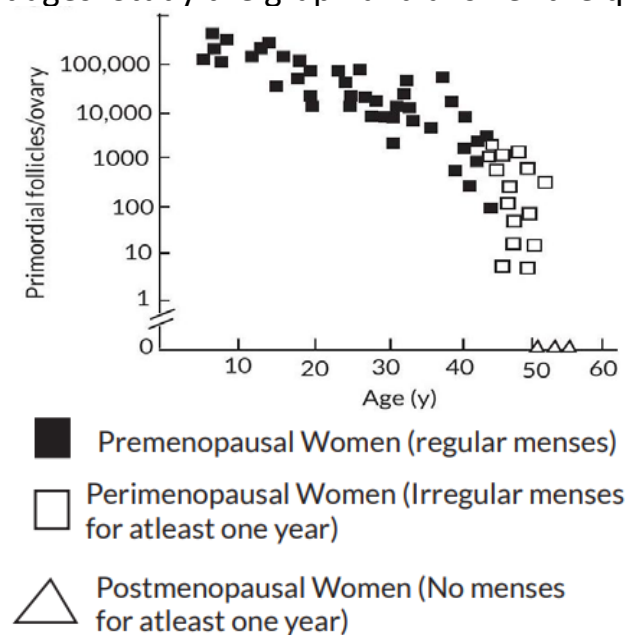 Primordial follicles/ovary
100,000
10,000
1000
100
10
1
0
10 20 30 40 50 60
Age (y)
Premenopausal Women (regular menses)
Perimenopausal Women (Irregular menses
for atleast one year)
Postmenopausal Women (No menses
for atleast one year)